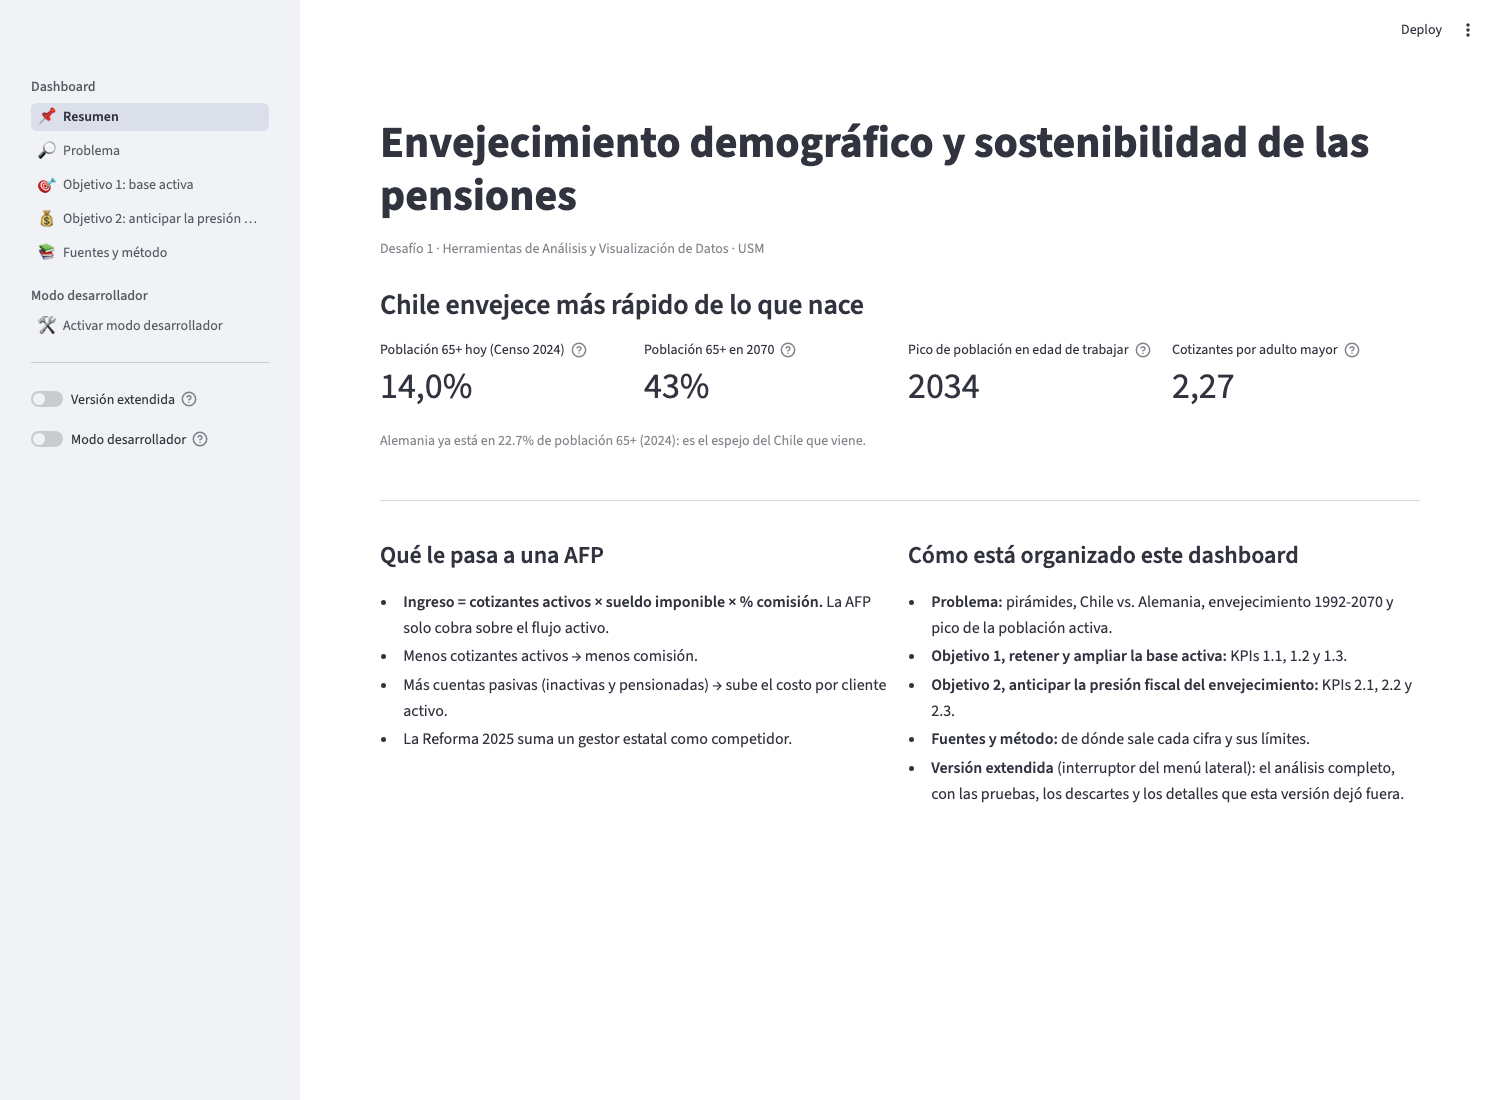 Deploy
Dashboard
Resumen
Problema
Objetivo 1: base activa
Objetivo 2: anticipar la presión ...
Fuentes y método
Modo desarrollador
Activar modo desarrollador
Versión extendida
Modo desarrollador
Envejecimiento demográfico y sostenibilidad de las
pensiones
Desafío 1 · Herramientas de Análisis y Visualización de Datos · USM
Chile envejece más rápido de lo que nace
Población 65+ hoy (Censo 2024)
14,0%
Población 65+ en 2070
43%
Pico de población en edad de trabajar
2034
Cotizantes por adulto mayor
2,27
Alemania ya está en 22.7% de población 65+ (2024): es el espejo del Chile que viene.
Qué le pasa a una AFP
• Ingreso = cotizantes activos × sueldo imponible × % comisión. La AFP
solo cobra sobre el flujo activo.
• Menos cotizantes activos → menos comisión.
• Más cuentas pasivas (inactivas y pensionadas) → sube el costo por cliente
activo.
• La Reforma 2025 suma un gestor estatal como competidor.
Cómo está organizado este dashboard
• Problema: pirámides, Chile vs. Alemania, envejecimiento 1992-2070 y
pico de la población activa.
• Objetivo 1, retener y ampliar la base activa: KPIs 1.1, 1.2 y 1.3.
• Objetivo 2, anticipar la presión fiscal del envejecimiento: KPIs 2.1, 2.2 y
2.3.
• Fuentes y método: de dónde sale cada cifra y sus límites.
• Versión extendida (interruptor del menú lateral): el análisis completo,
con las pruebas, los descartes y los detalles que esta versión dejó fuera.